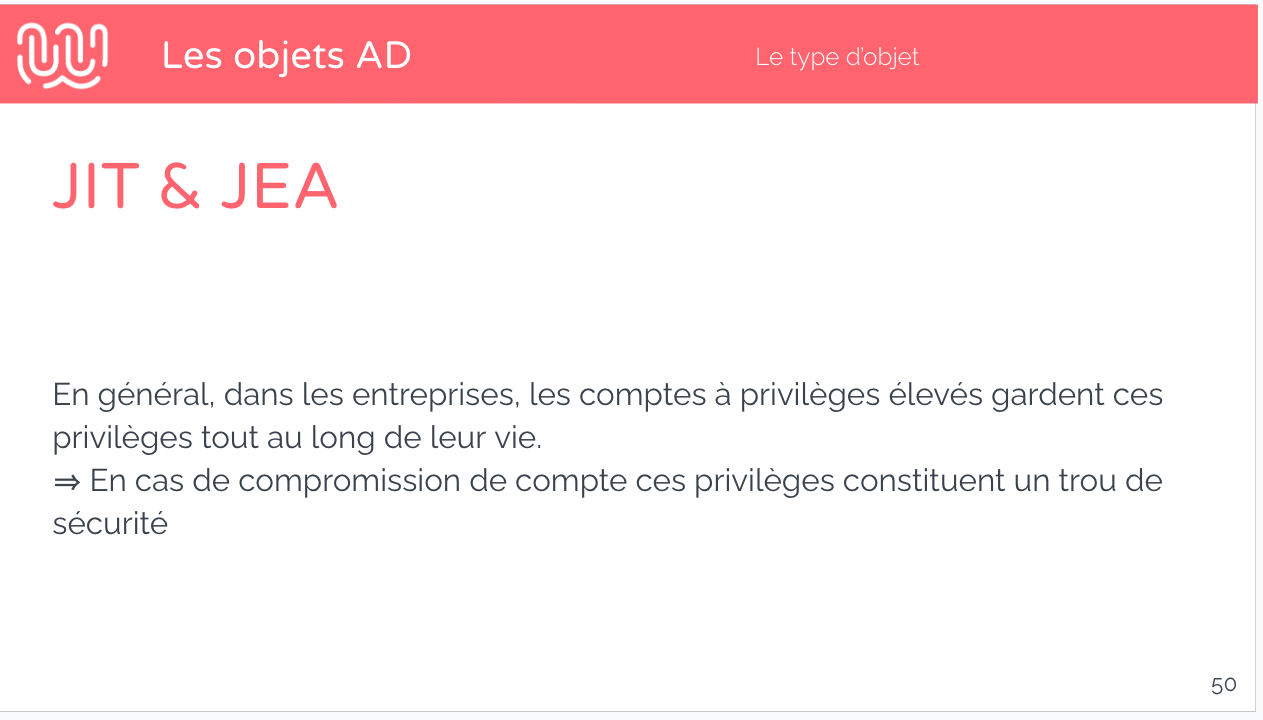 Les objets AD
Le type d'objet
JIT & JEA
En général, dans les entreprises, les comptes à privilèges élevés gardent ces
privilèges tout au long de leur vie.
⇒ En cas de compromission de compte ces privilèges constituent un trou de
sécurité
50